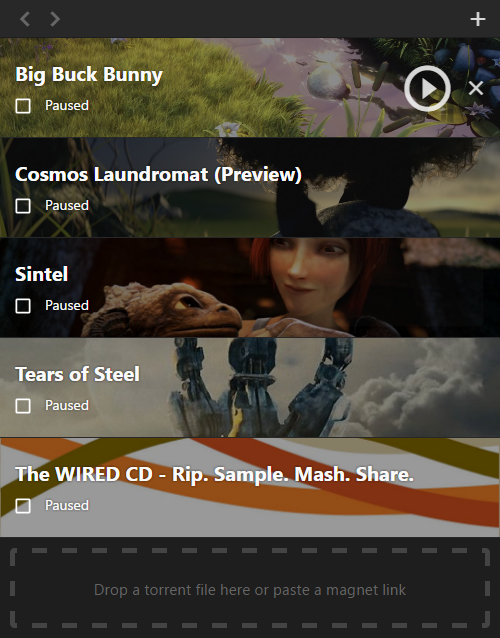 Big Buck Bunny
Paused
Cosmos Laundromat (Preview)
Paused
Sintel
Paused
Tears of Steel
Paused
The WIRED CD - Rip. Sample. Mash. Share.
Paused
Drop a torrent file here or paste a magnet link